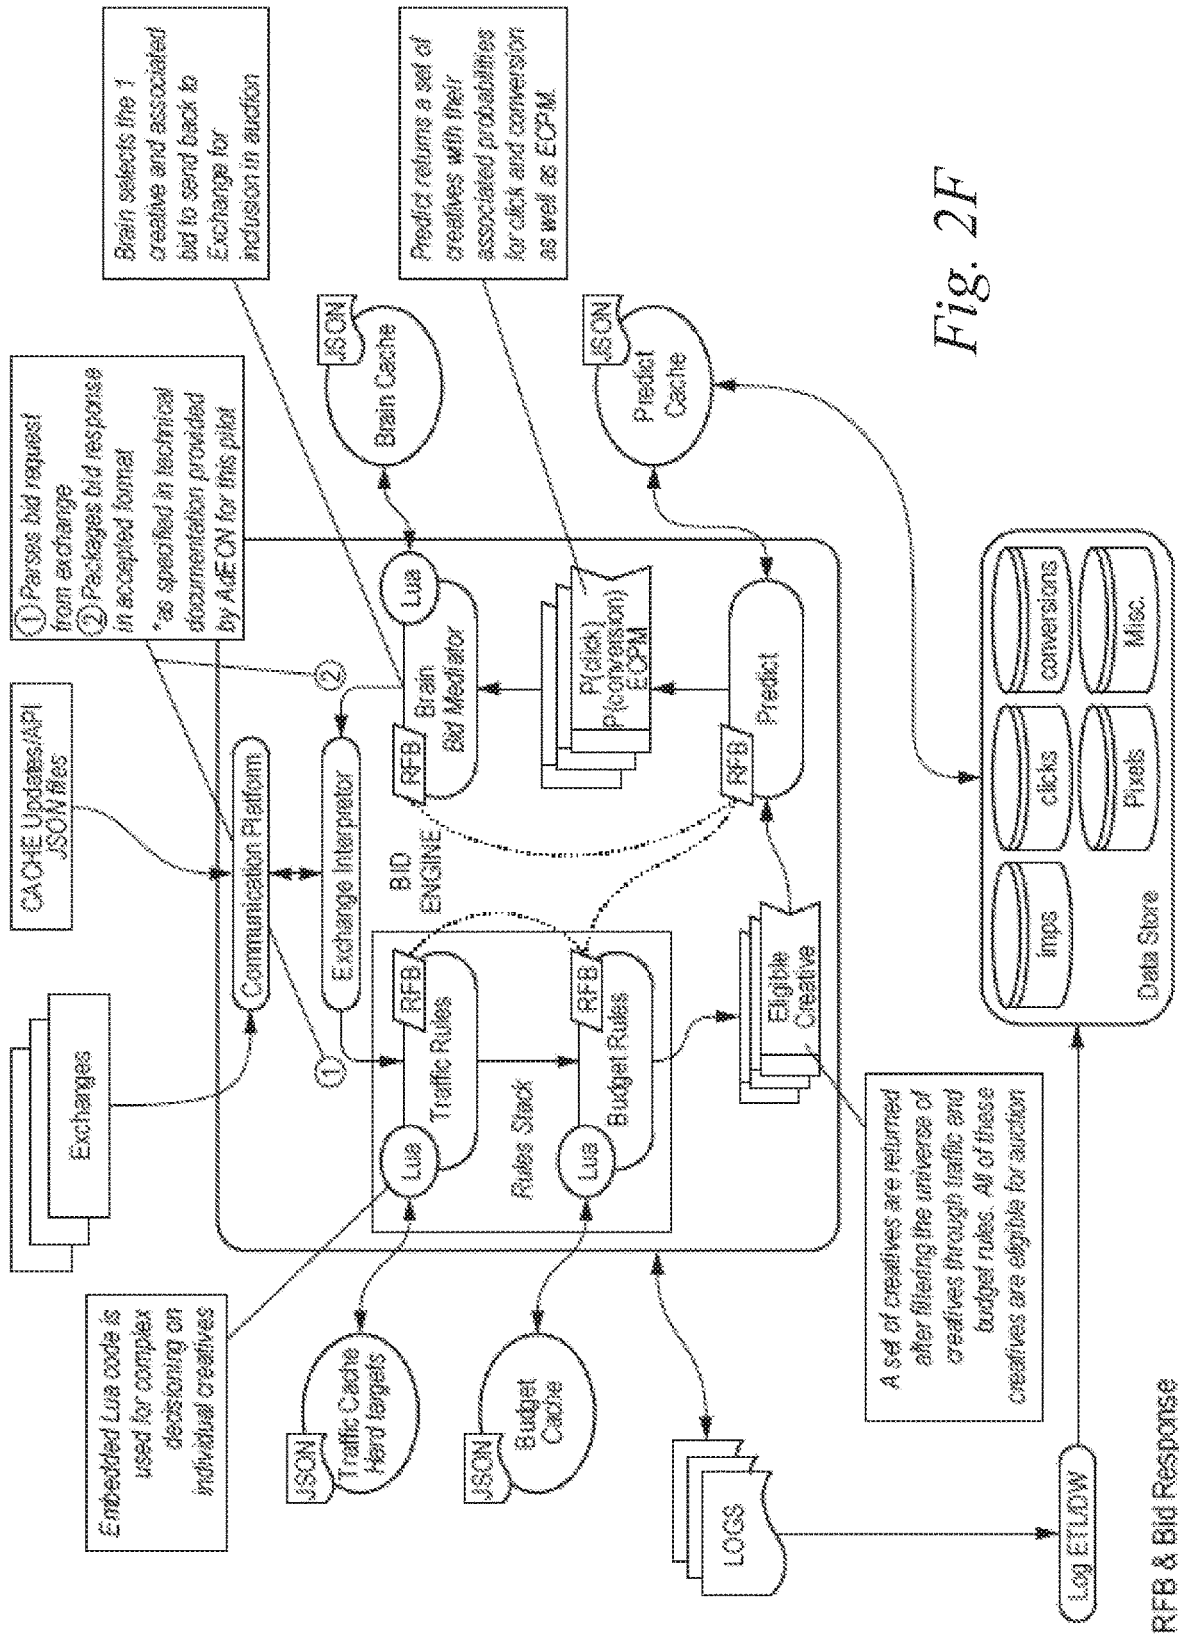 Exchanges
CACHE Updates/API
JSON files
① Parses bid request
from exchange
② Packages bid response
in accepted format
*as specified in technical
documentation provided
by AdECN for this pilot
Brain selects the 1
creative and associated
bid to send back to
Exchange for
inclusion in auction
Embedded Lua code is
used for complex
decisioning on
individual creatives
Communication Platform
Exchange Interpretor
①
②
JSON
Traffic Cache
Hard targets
Lua
RFB
Traffic Rules
BID
ENGINE
RFB
Brain
Bid Mediator
Lua
JSON
Brain Cache
Rules Stack
JSON
Budget
Cache
Lua
RFB
Budget Rules
P(click)
P(conversion)
ECPM
Predict returns a set of
creatives with their
associated probabilities
for click and conversion
as well as ECPM.
LOGS
Eligible
Creative
RFB
Predict
JSON
Predict
Cache
A set of creatives are returned
after filtering the universe of
creatives through traffic and
budget rules. All of these
creatives are eligible for auction
Log ETL/DW
Imps
clicks
conversions
Pixels
Misc.
Data Store
RFB & Bid Response
Fig. 2F